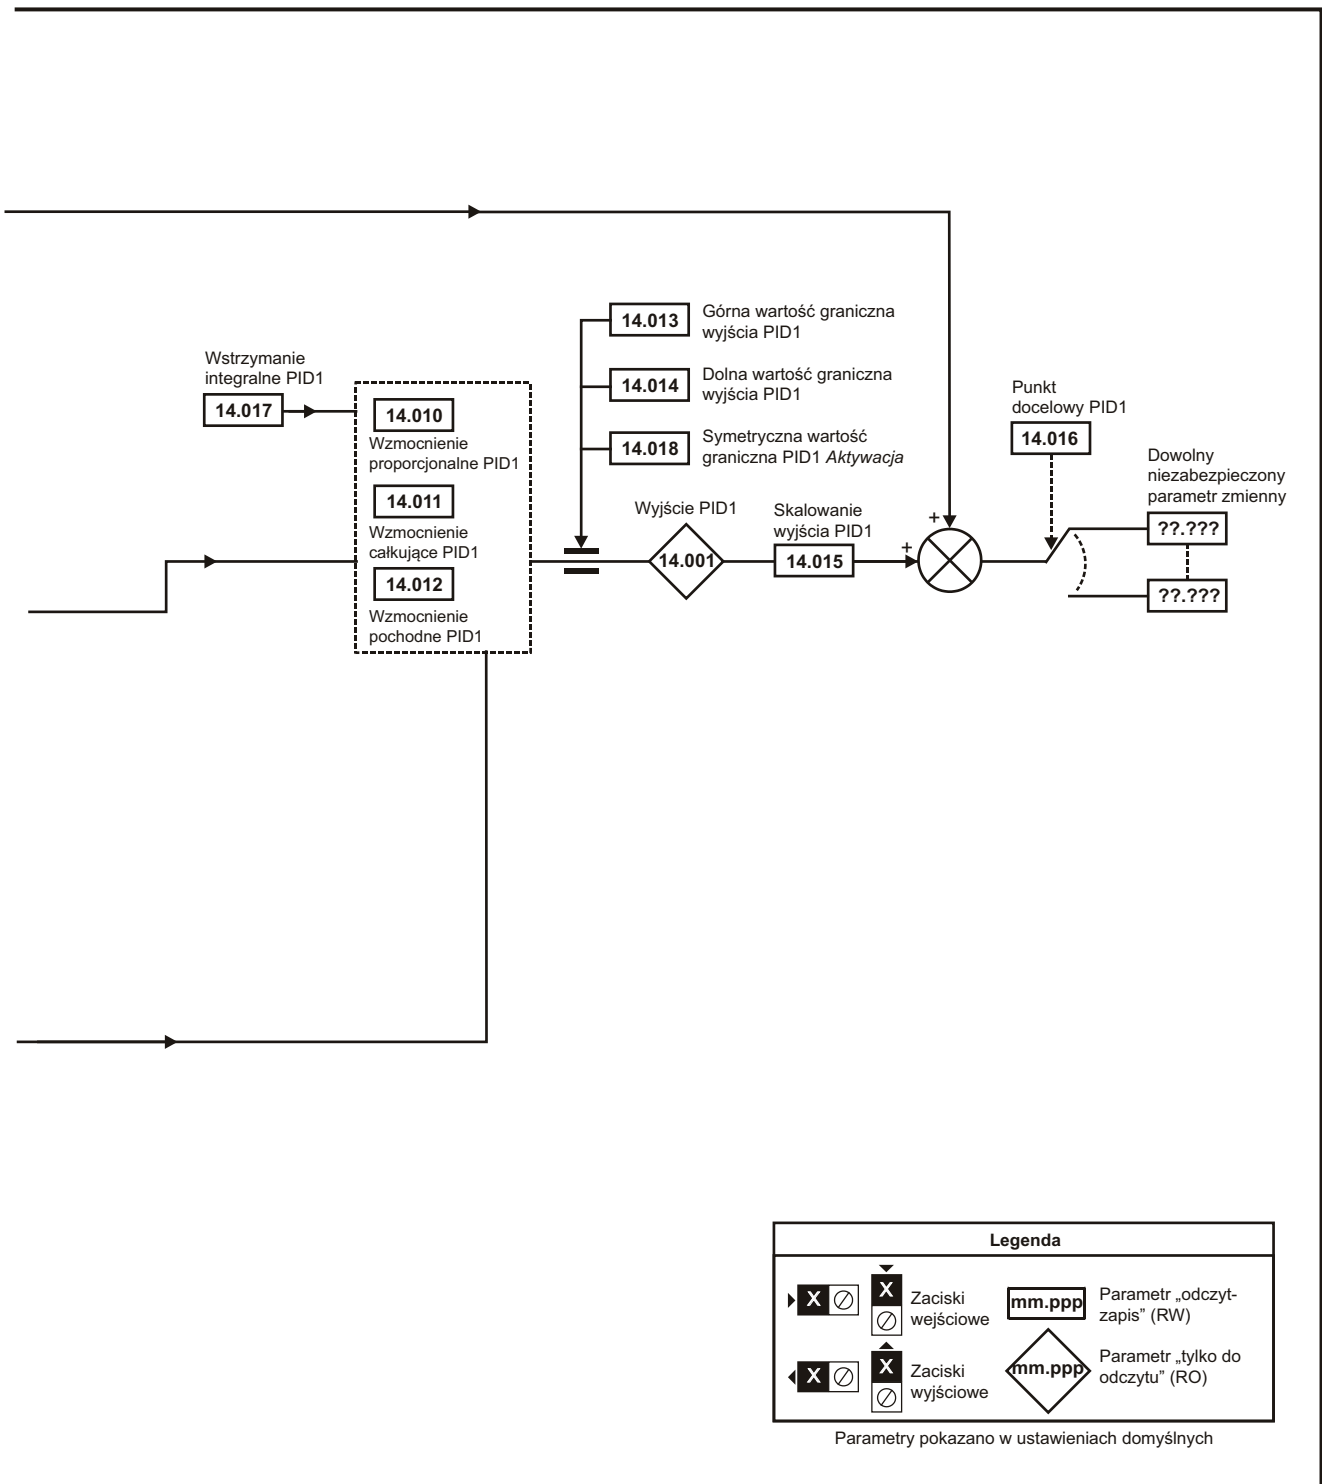 14.013
Górna wartość graniczna
wyjścia PID1
Wstrzymanie
integralne PID1
14.017
14.014
Dolna wartość graniczna
wyjścia PID1
14.018
Symetryczna wartość
graniczna PID1 Aktywacja
14.010
Wzmocnienie
proporcjonalne PID1
14.011
Wzmocnienie
całkujące PID1
14.012
Wzmocnienie
pochodne PID1
Wyjście PID1
14.001
Skalowanie
wyjścia PID1
14.015
+
+
Punkt
docelowy PID1
14.016
Dowolny
niezabezpieczony
parametr zmienny
??.???
??.???
Legenda
X
X
Zaciski
wejściowe
mm.ppp
Parametr „odczyt-
zapis” (RW)
X
X
Zaciski
wyjściowe
mm.ppp
Parametr „tylko do
odczytu” (RO)
Parametry pokazano w ustawieniach domyślnych